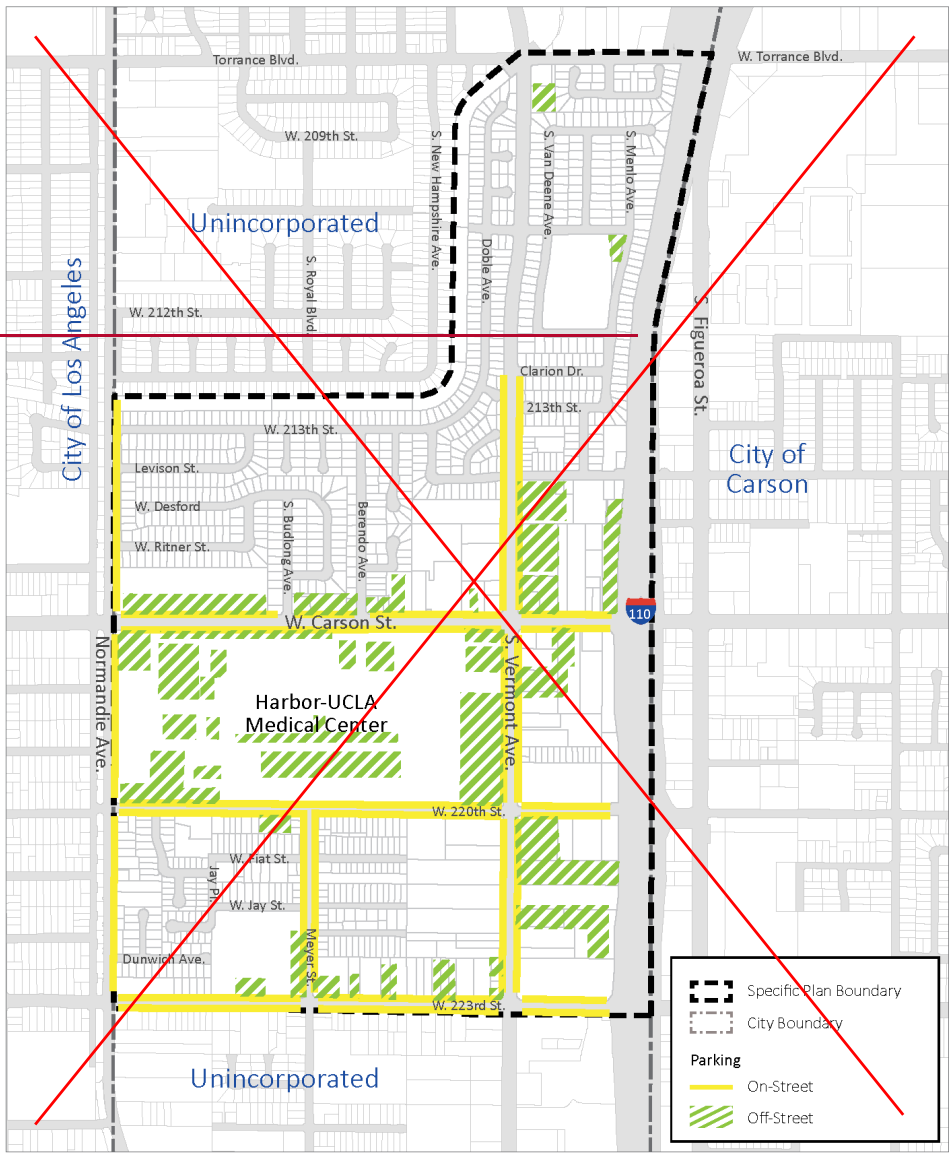 Torrance Blvd.
W. Torrance Blvd.
W. 209th St.
S. New Hampshire Ave.
S. Van Deene Ave.
S. Menlo Ave.
Unincorporated
Doble Ave.
S. Royal Blvd.
City of Los Angeles
W. 212th St.
S. Figueroa St.
Clarion Dr.
213th St.
W. 213th St.
City of
Carson
Levison St.
W. Desford
S. Budlong Ave.
Berendo Ave.
W. Ritner St.
110
W. Carson St.
Normandie Ave.
S. Vermont Ave.
Harbor-UCLA
Medical Center
W. 220th St.
W. Fiat St.
Jay Pl.
W. Jay St.
Meyer St.
Dunwich Ave.
W. 223rd St.
Unincorporated
Specific Plan Boundary
City Boundary
Parking
On-Street
Off-Street